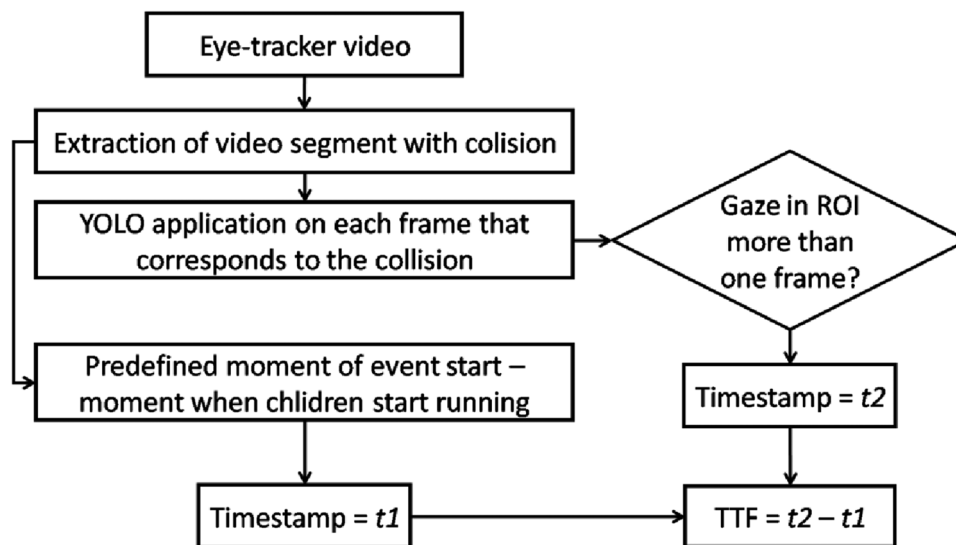 Eye-tracker video
Extraction of video segment with colision
YOLO application on each frame that
corresponds to the collision
Gaze in ROI
more than
one frame?
Predefined moment of event start –
moment when chlidren start running
Timestamp = t2
Timestamp = t1
TTF = t2 – t1